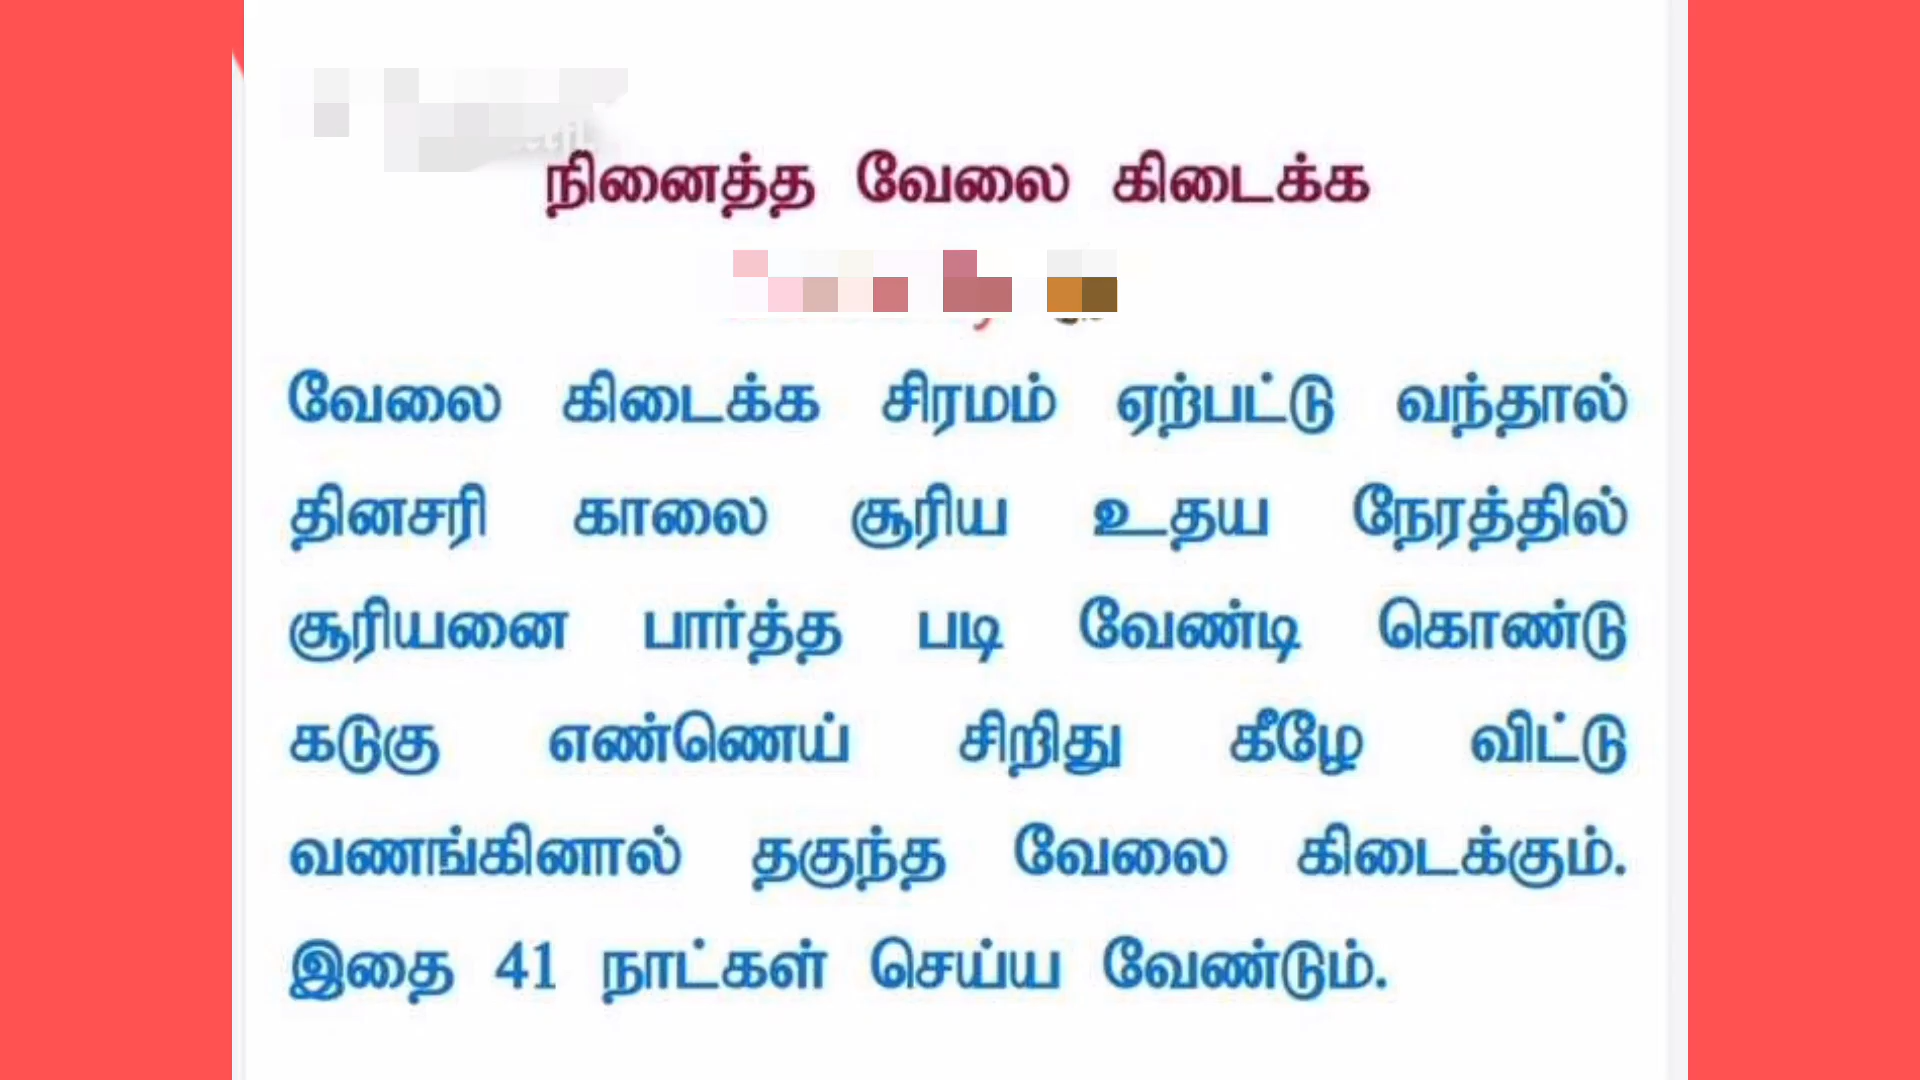 நினைத்த வேலை கிடைக்க
வேலை கிடைக்க சிரமம் ஏற்பட்டு வந்தால்
தினசரி காலை சூரிய உதய நேரத்தில்
சூரியனை பார்த்த படி வேண்டி கொண்டு
கடுகு எண்ணெய் சிறிது கீழே விட்டு
வணங்கினால் தகுந்த வேலை கிடைக்கும்.
இதை 41 நாட்கள் செய்ய வேண்டும்.